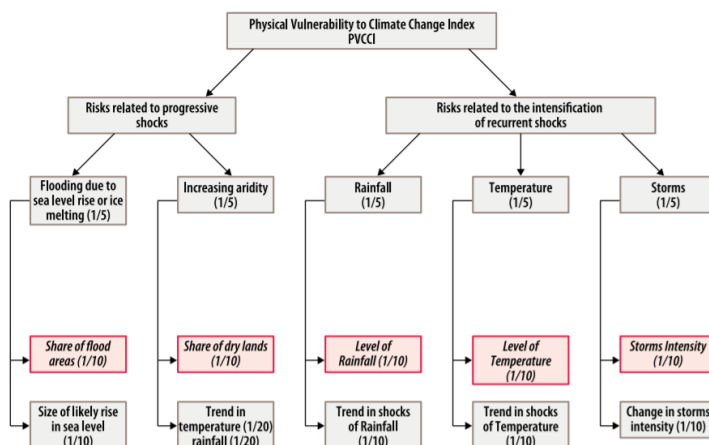 Physical Vulnerability to Climate Change Index
PVCCI
Risks related to progressive
shocks
Risks related to the intensification
of recurrent shocks
Flooding due to
sea level rise or ice
melting (1/5)
Increasing aridity
(1/5)
Rainfall
(1/5)
Temperature
(1/5)
Storms
(1/5)
Share of flood
areas (1/10)
Share of dry lands
(1/10)
Level of
Rainfall (1/10)
Level of
Temperature
(1/10)
Storms Intensity
(1/10)
Size of likely rise
in sea level
(1/10)
Trend in
temperature (1/20)
rainfall (1/20)
Trend in shocks
of Rainfall
(1/10)
Trend in shocks
of Temperature
(1/10)
Change in storms
intensity (1/10)